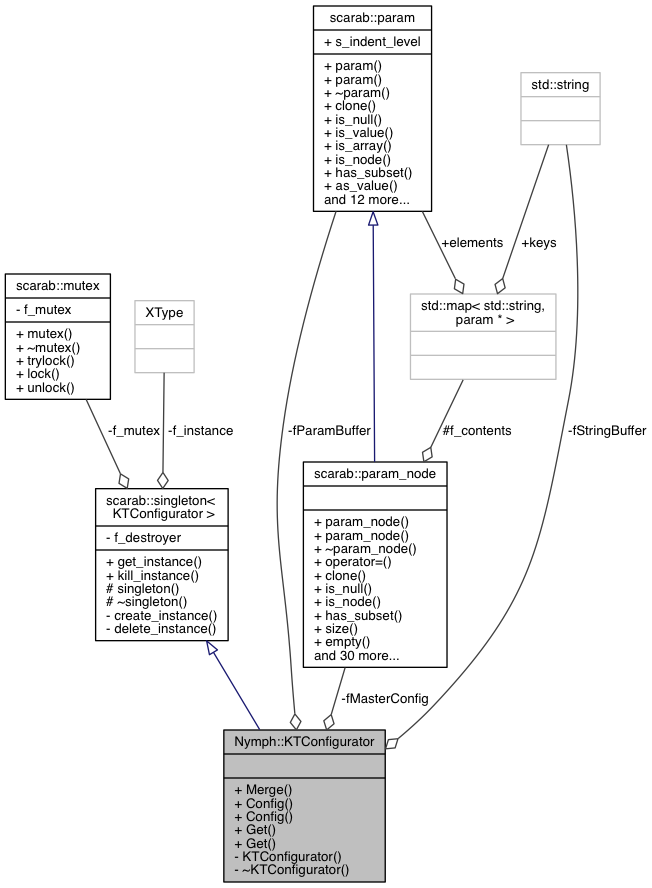 scarab::param
+ s_indent_level
+ param()
+ param()
+ ~param()
+ clone()
+ is_null()
+ is_value()
+ is_array()
+ is_node()
+ has_subset()
+ as_value()
and 12 more...
std::string
+elements
+keys
scarab::mutex
- f_mutex
+ mutex()
+ ~mutex()
+ trylock()
+ lock()
+ unlock()
XType
std::map< std::string,
param * >
-f_mutex
-f_instance
-fParamBuffer
#f_contents
-fStringBuffer
scarab::singleton<
KTConfigurator >
- f_destroyer
+ get_instance()
+ kill_instance()
# singleton()
# ~singleton()
- create_instance()
- delete_instance()
scarab::param_node
+ param_node()
+ param_node()
+ ~param_node()
+ operator=()
+ clone()
+ is_null()
+ is_node()
+ has_subset()
+ size()
+ empty()
and 30 more...
-fMasterConfig
Nymph::KTConfigurator
+ Merge()
+ Config()
+ Config()
+ Get()
+ Get()
- KTConfigurator()
- ~KTConfigurator()